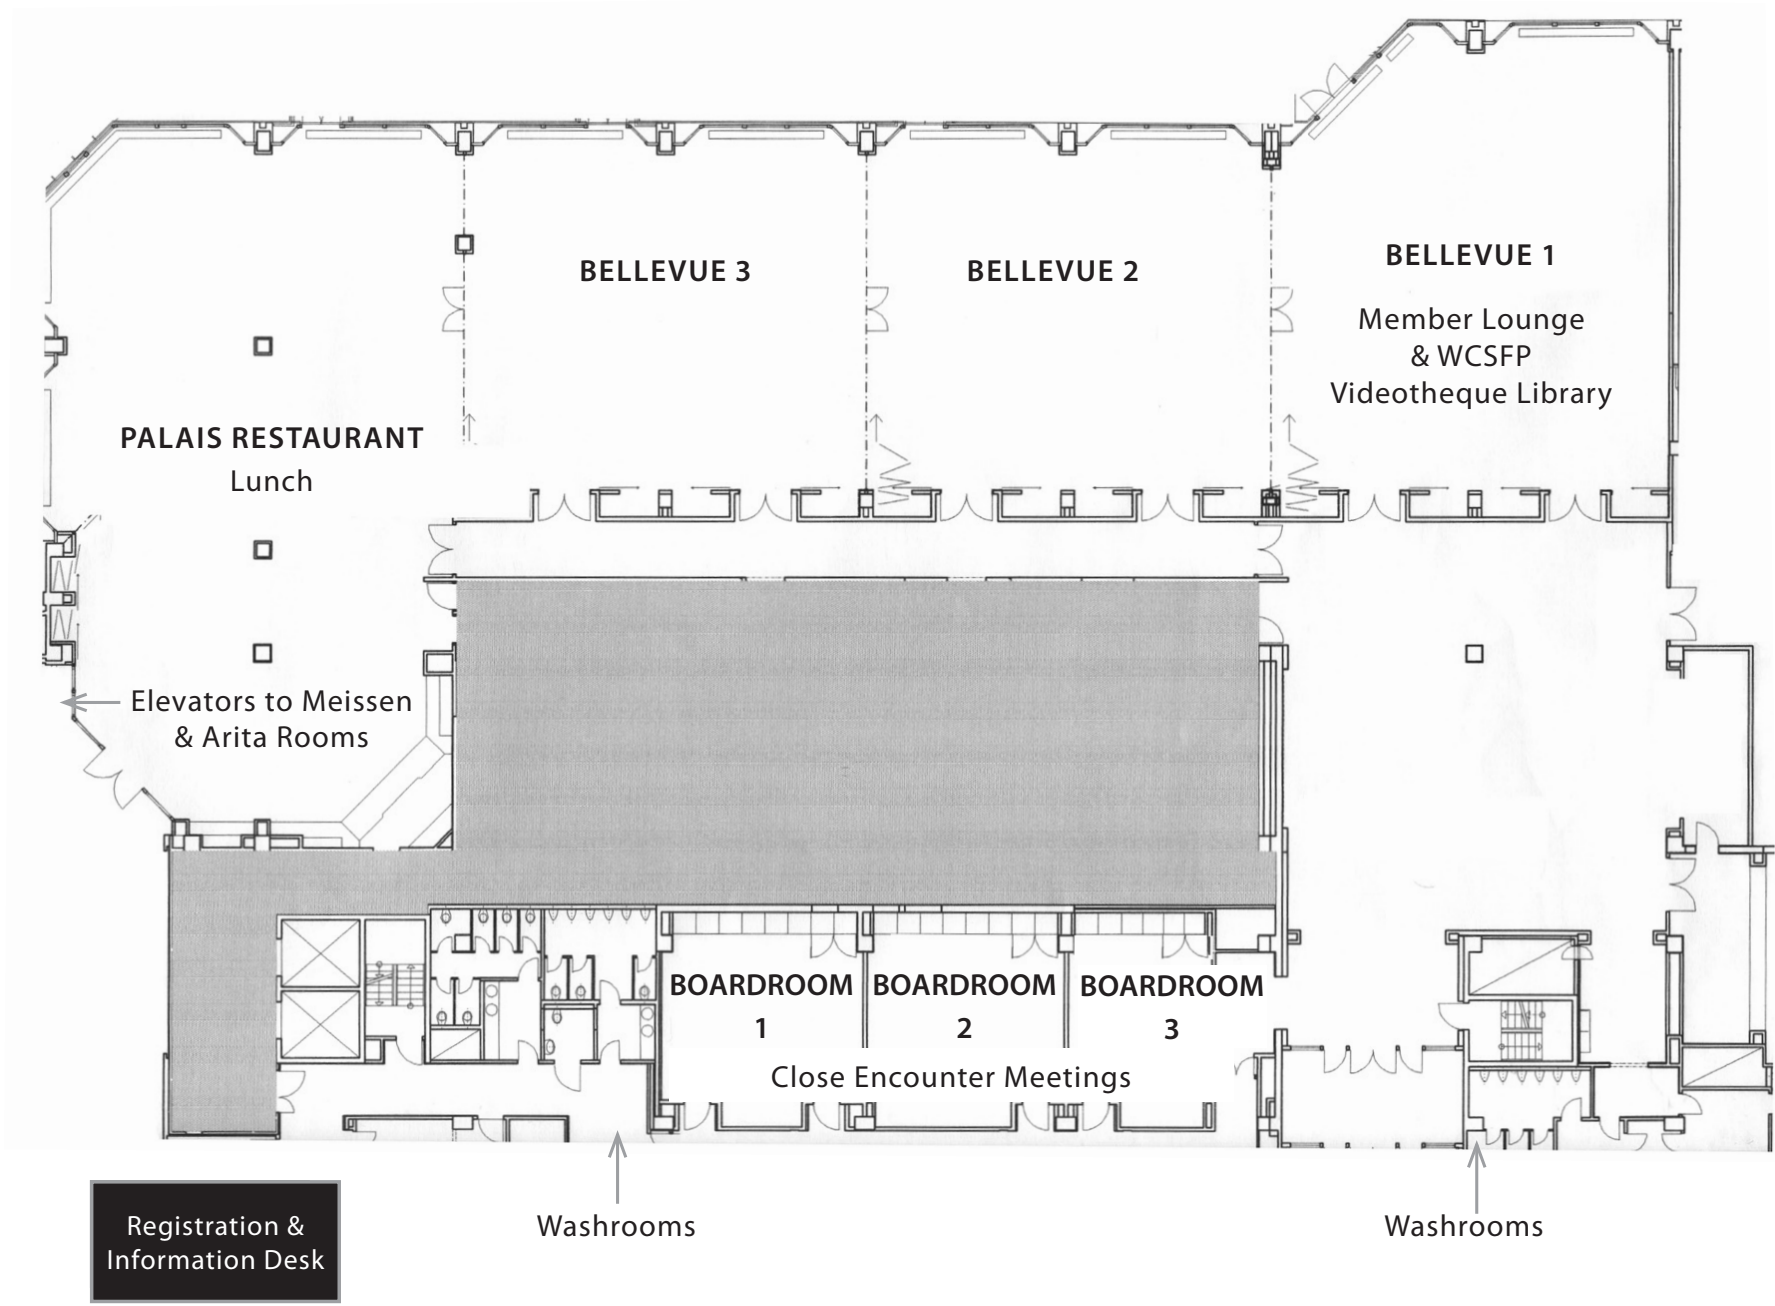 BELLEVUE 3
BELLEVUE 2
BELLEVUE 1
Member Lounge
& WCSFP
Videotheque Library
PALAIS RESTAURANT
Lunch
Elevators to Meissen
& Arita Rooms
BOARDROOM
1
BOARDROOM
2
BOARDROOM
3
Close Encounter Meetings
Registration &
Information Desk
Washrooms
Washrooms